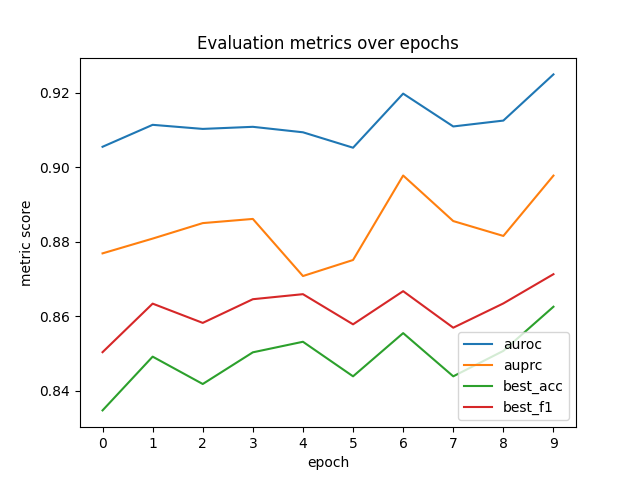 Evaluation metrics over epochs
metric score
0.92
0.90
0.88
0.86
0.84
0 1 2 3 4 5 6 7 8 9
epoch
auroc
auprc
best_acc
best_f1